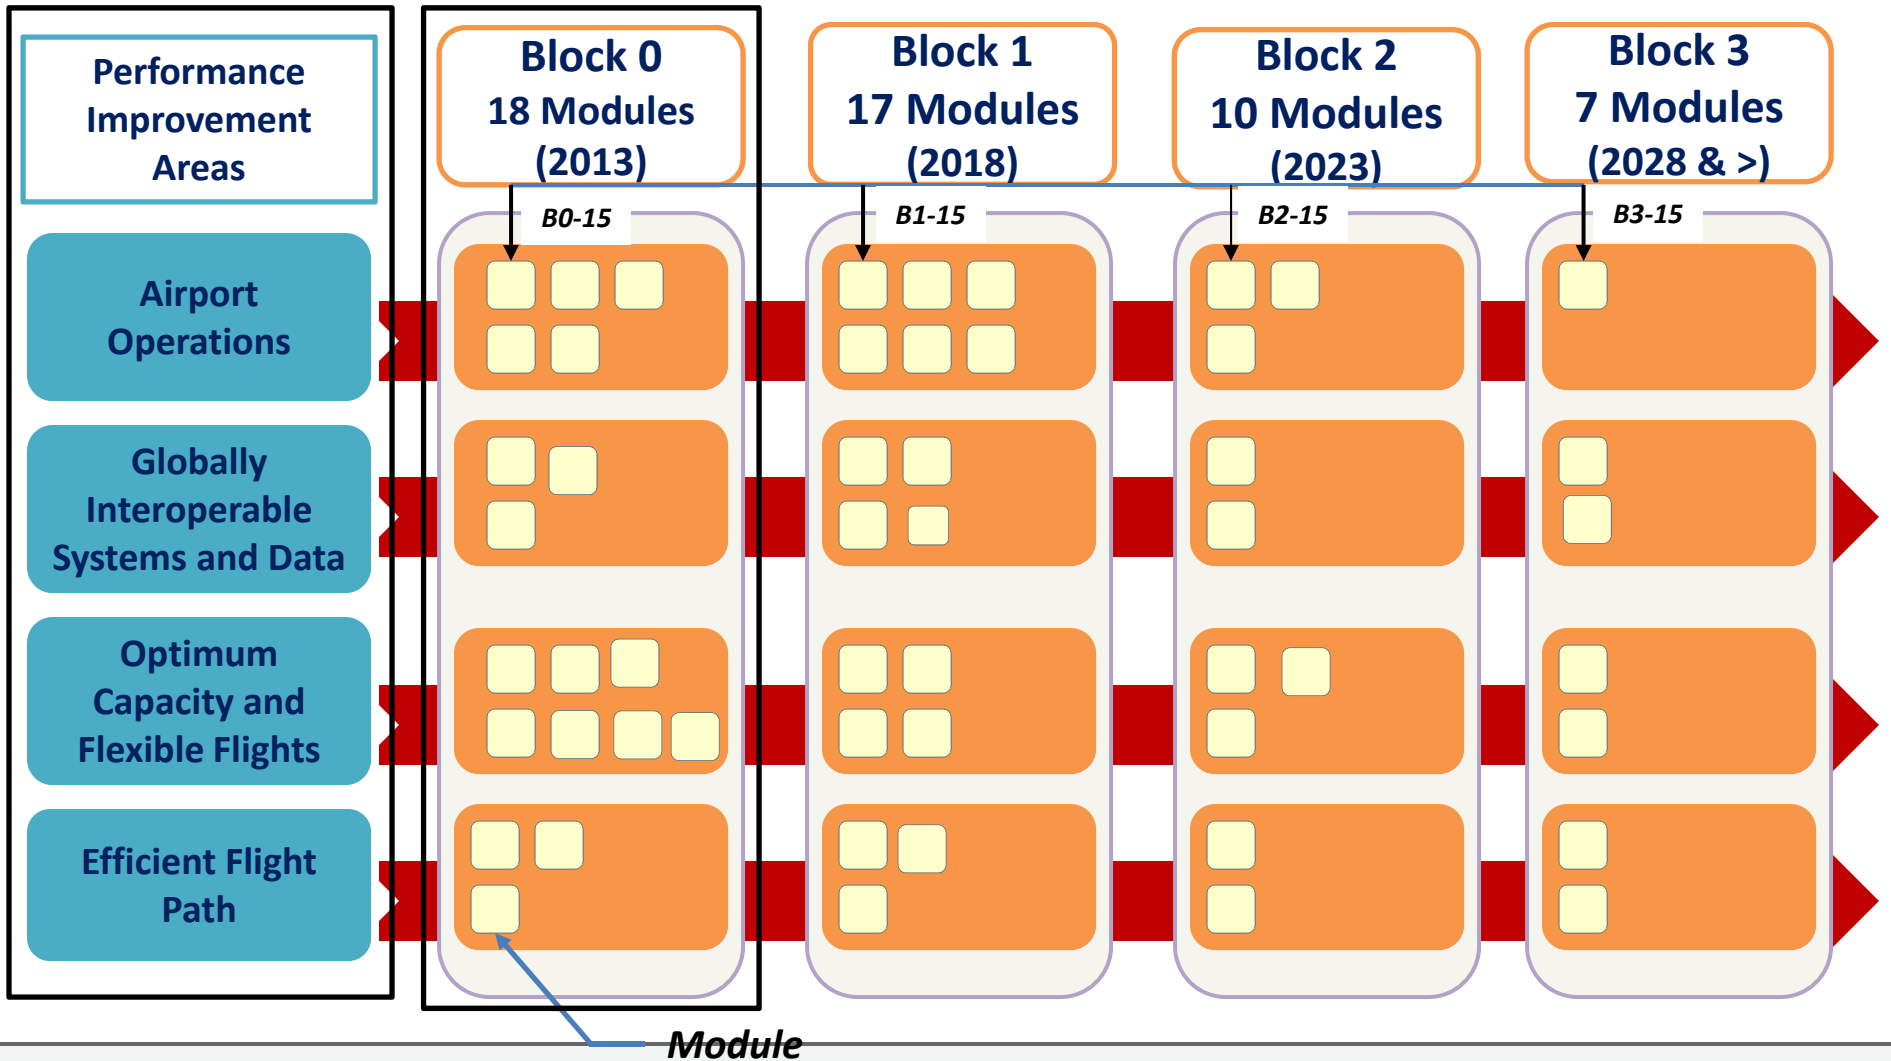 Performance
Improvement
Areas
Block 0
18 Modules
(2013)
Block 1
17 Modules
(2018)
Block 2
10 Modules
(2023)
Block 3
7 Modules
(2028 & >)
B0-15
B1-15
B2-15
B3-15
Airport
Operations
Globally
Interoperable
Systems and Data
Optimum
Capacity and
Flexible Flights
Efficient Flight
Path
Module